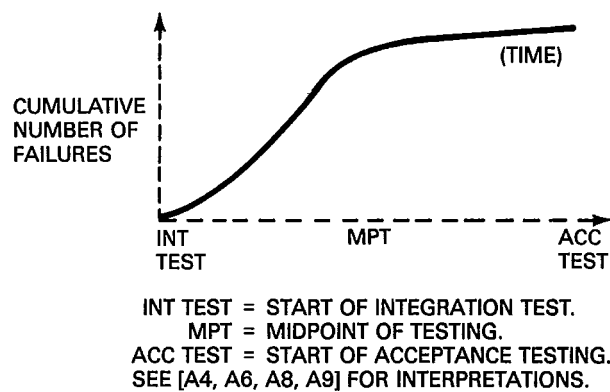 CUMULATIVE
NUMBER OF
FAILURES
(TIME)
INT
TEST
MPT
ACC
TEST
INT TEST = START OF INTEGRATION TEST.
MPT = MIDPOINT OF TESTING.
ACC TEST = START OF ACCEPTANCE TESTING.
SEE [A4, A6, A8, A9] FOR INTERPRETATIONS.